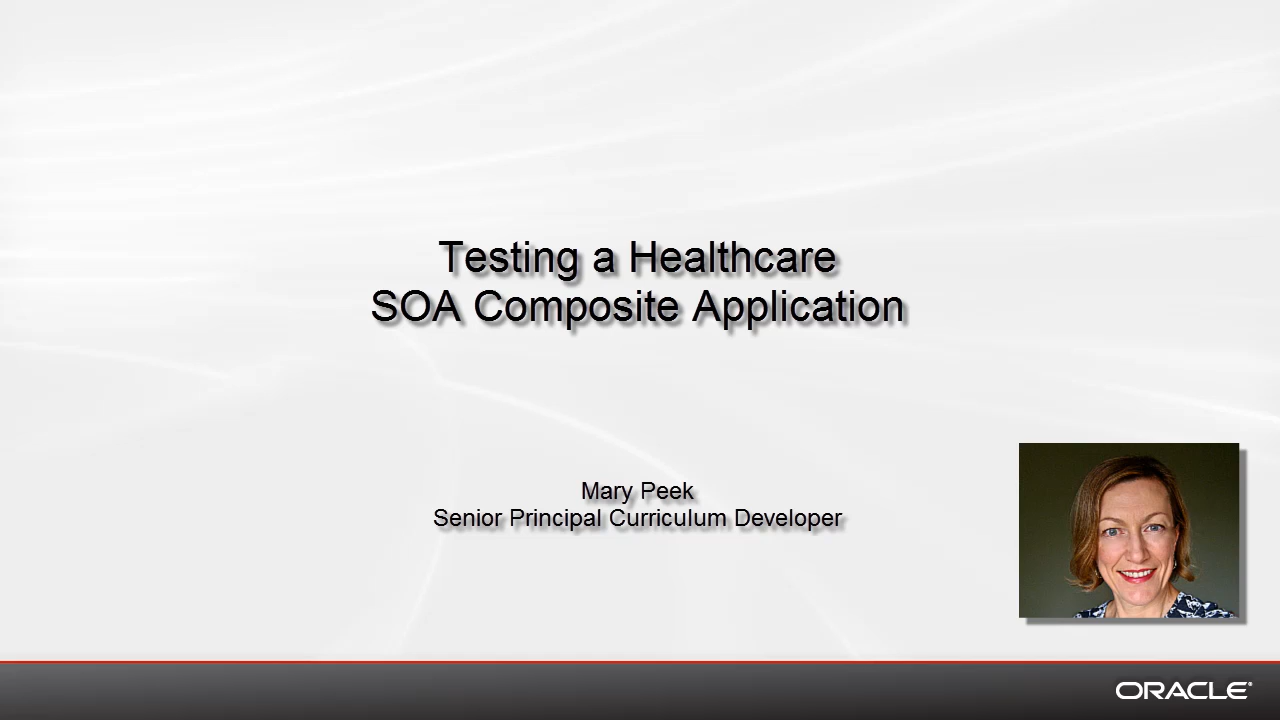 Testing a Healthcare
SOA Composite Application
Mary Peek
Senior Principal Curriculum Developer
ORACLE®